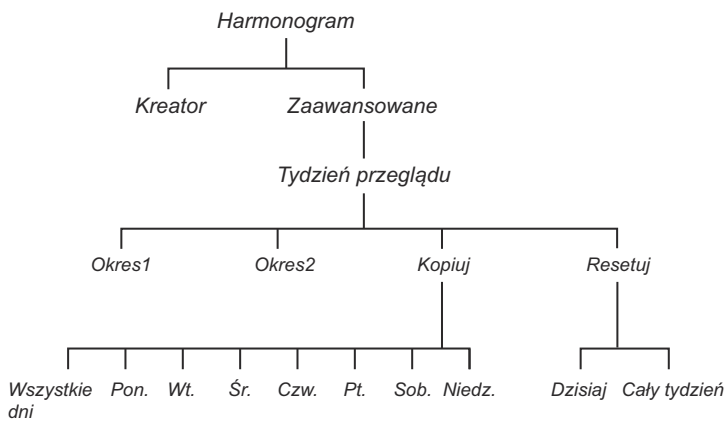 Harmonogram
Kreator Zaawansowane
Tydzień przeglądu
Okres1 Okres2 Kopiuj Resetuj
Wszystkie Pon. Wt. Śr. Czw. Pt. Sob. Niedz. Dzisiaj Cały tydzień
dni